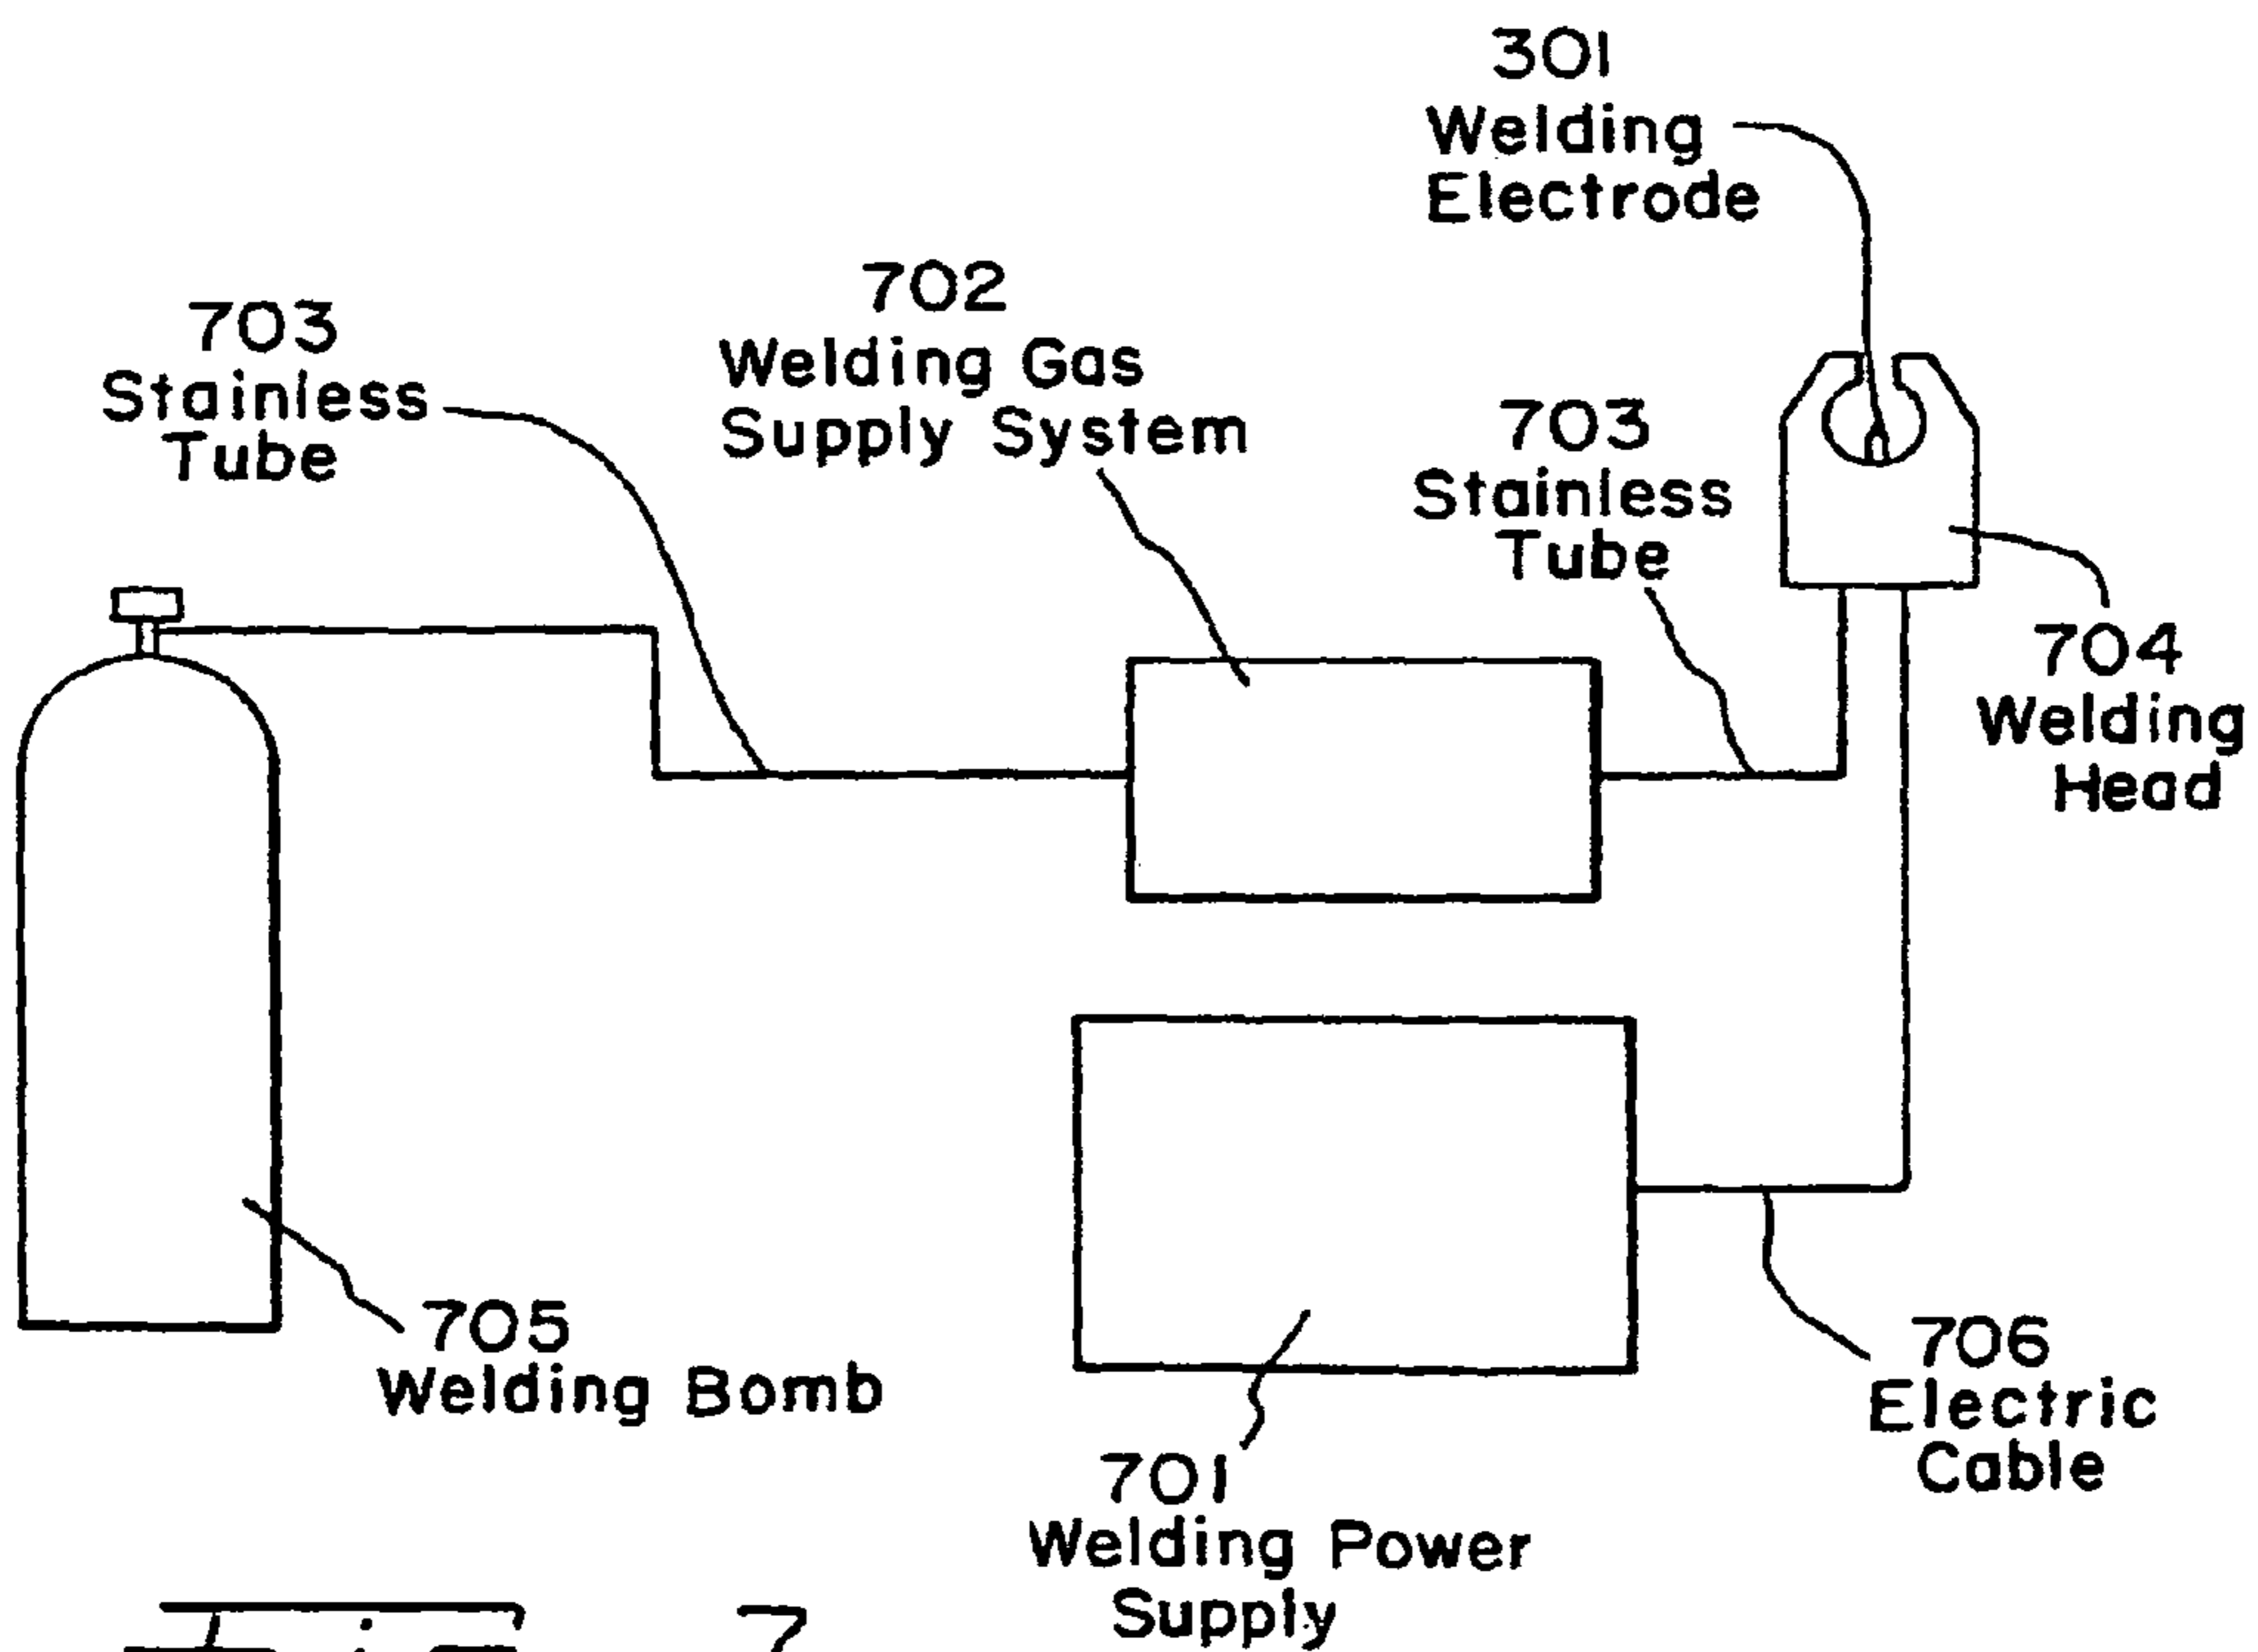 301
Welding
Electrode
702
Welding Gas
Supply System
703
Stainless
Tube
703
Stainless
Tube
704
Welding
Head
705
Welding Bomb
706
Electric
Cable
701
Welding Power
Supply